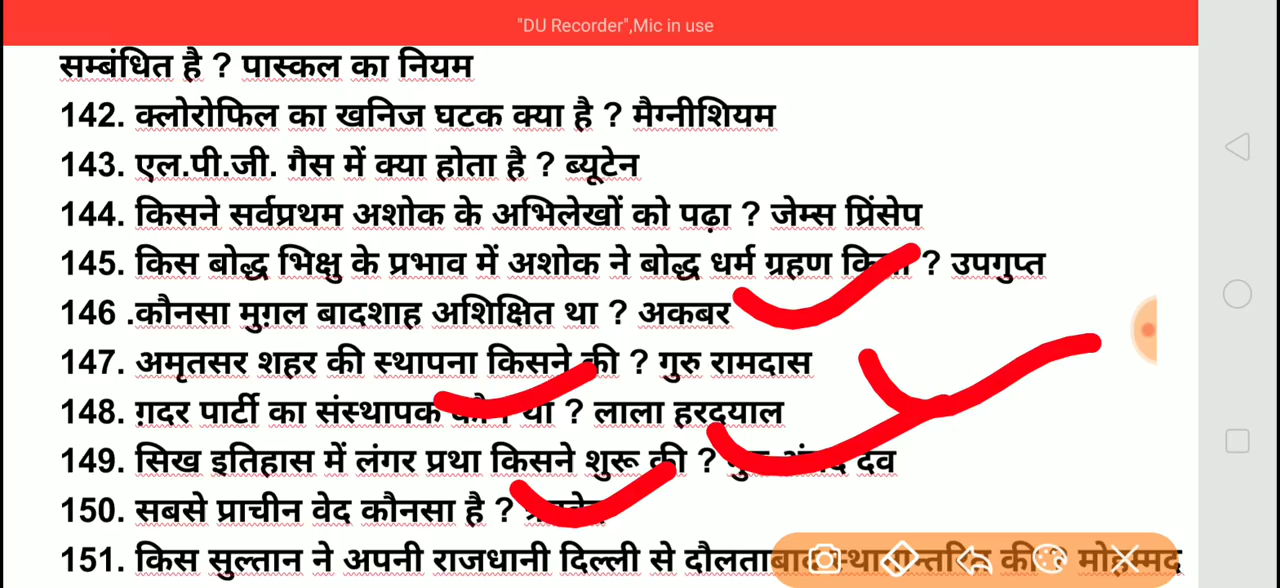 "DU Recorder",Mic in use
सम्बंधित है ? पास्कल का नियम
142. क्लोरोफिल का खनिज घटक क्या है ? मैग्नीशियम
143. एल.पी.जी. गैस में क्या होता है ? ब्यूटेन
144. किसने सर्वप्रथम अशोक के अभिलेखों को पढ़ा ? जेम्स प्रिंसेप
145. किस बोद्ध भिक्षु के प्रभाव में अशोक ने बोद्ध धर्म ग्रहण किया ? उपगुप्त
146 .कौनसा मुग़ल बादशाह अशिक्षित था ? अकबर
147. अमृतसर शहर की स्थापना किसने की ? गुरु रामदास
148. ग़दर पार्टी का संस्थापक कौन था ? लाला हरदयाल
149. सिख इतिहास में लंगर प्रथा किसने शुरू की ? देव
150. सबसे प्राचीन वेद कौनसा है ?
151. किस सुल्तान ने अपनी राजधानी दिल्ली से दौलताबाद की ? मोहम्मद